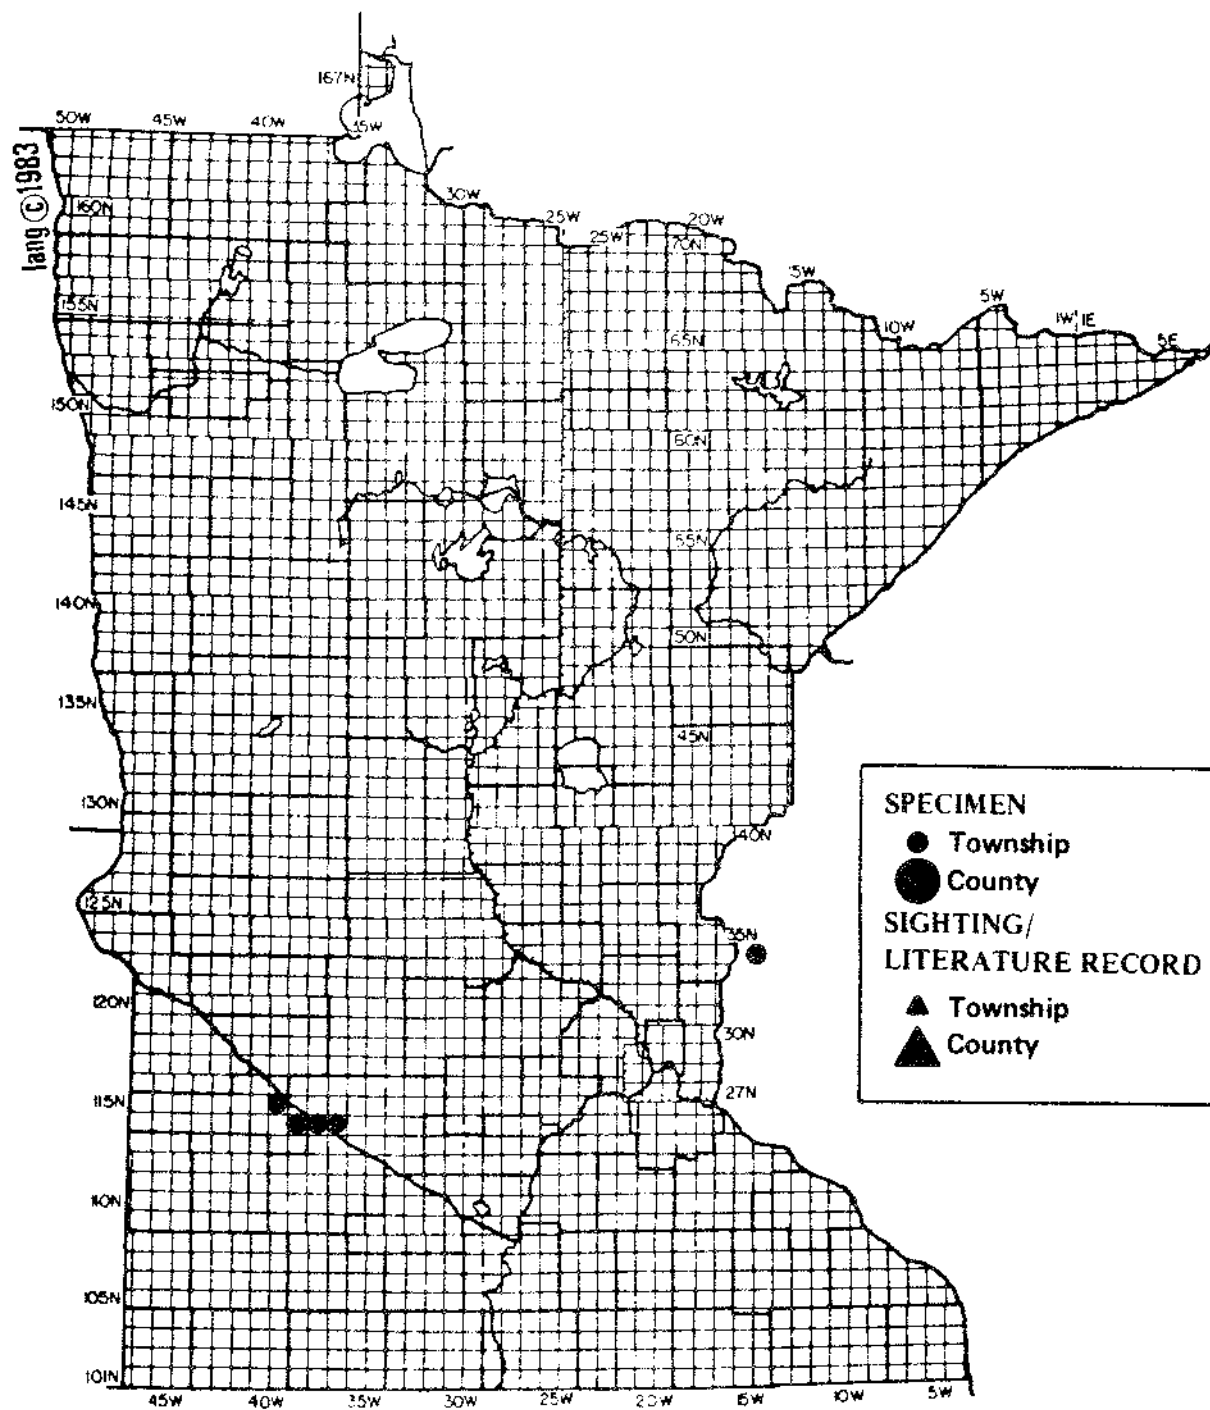 167N
50W 45W 40W 35W
lang © 1983
30W
160N
25W 20W
25W 70N
15W
155N
5W
10W 1W 1E
65N 5E
150N
60N
145N
55N
140N
50N
135N
45N
130N
SPECIMEN
40N
Township
County
125N
SIGHTING/
35N
LITERATURE RECORD
120N
Township
30N
County
115N
27N
110N
105N
101N
45W 40W 35W 30W 25W 20W 15W 10W 5W